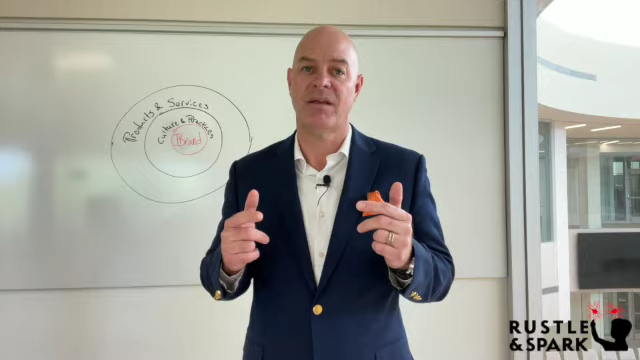 Products & Services
Culture & Practices
Brand
RUSTLE
& SPARK